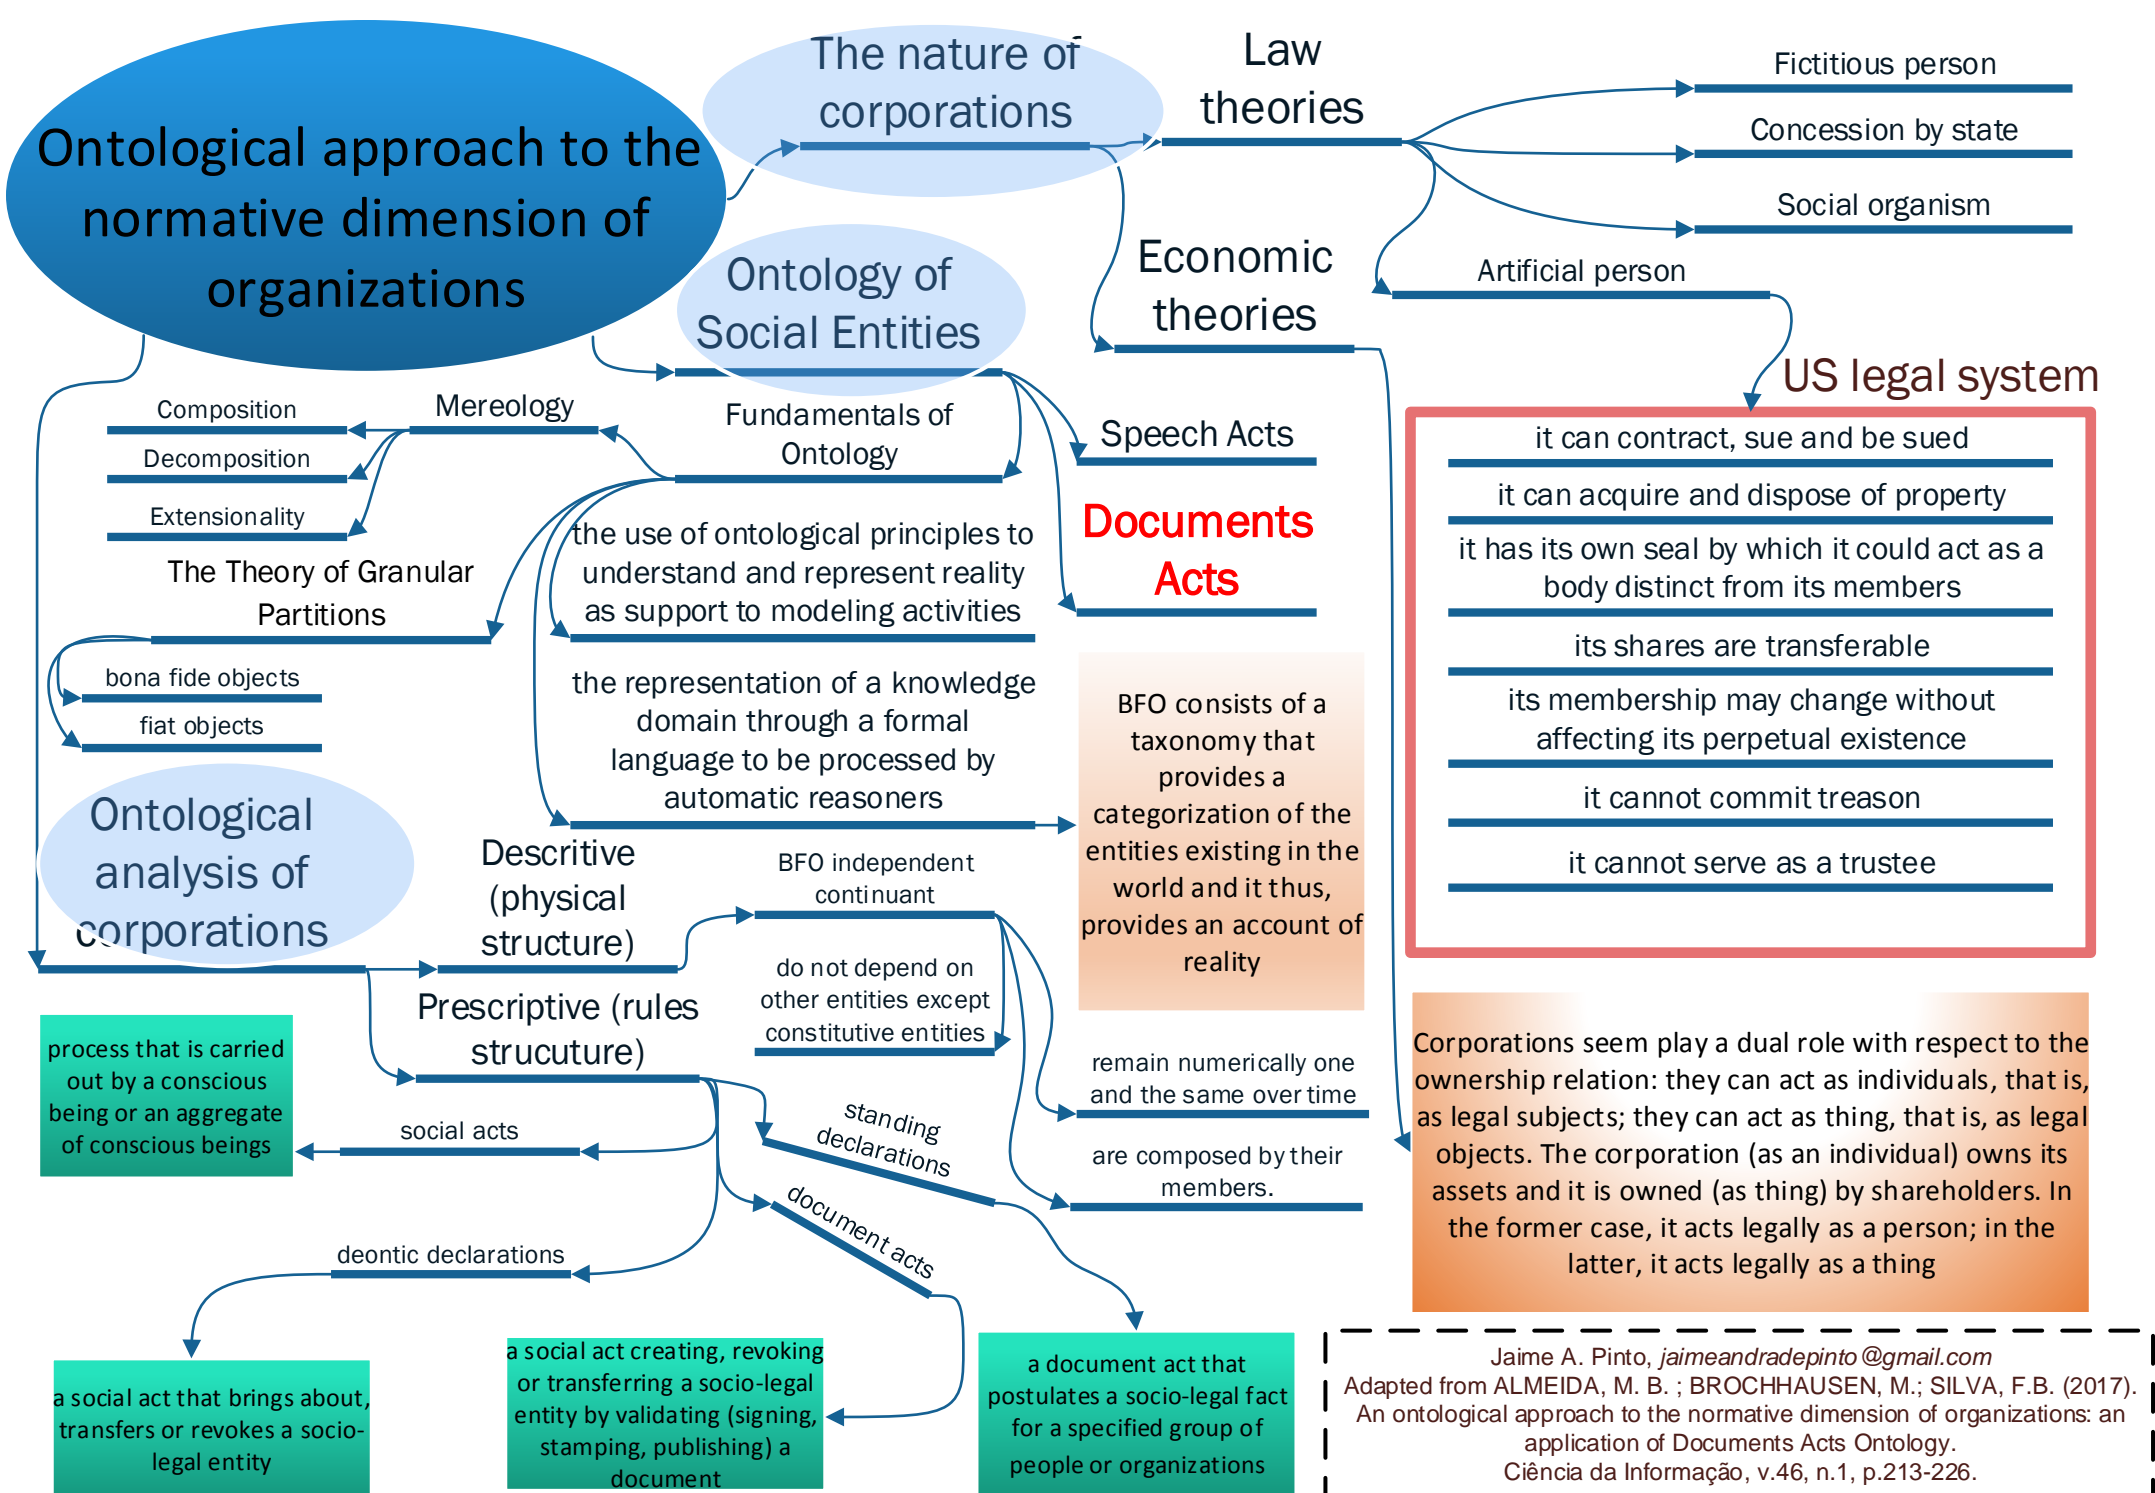 Ontological approach to the
normative dimension of
organizations
The nature of
corporations
Law
theories
Fictitious person
Concession by state
Social organism
Artificial person
Economic
theories
US legal system
it can contract, sue and be sued
it can acquire and dispose of property
it has its own seal by which it could act as a
body distinct from its members
its shares are transferable
its membership may change without
affecting its perpetual existence
it cannot commit treason
it cannot serve as a trustee
Corporations seem play a dual role with respect to the
ownership relation: they can act as individuals, that is,
as legal subjects; they can act as thing, that is, as legal
objects. The corporation (as an individual) owns its
assets and it is owned (as thing) by shareholders. In
the former case, it acts legally as a person; in the
latter, it acts legally as a thing
Ontology of
Social Entities
Speech Acts
Documents
Acts
Fundamentals of
Ontology
Mereology
Composition
Decomposition
Extensionality
The Theory of Granular
Partitions
bona fide objects
fiat objects
the use of ontological principles to
understand and represent reality
as support to modeling activities
the representation of a knowledge
domain through a formal
language to be processed by
automatic reasoners
BFO consists of a
taxonomy that
provides a
categorization of the
entities existing in the
world and it thus,
provides an account of
reality
Ontological
analysis of
corporations
Descritive
(physical
structure)
BFO independent
continuant
do not depend on
other entities except
constitutive entities
remain numerically one
and the same over time
are composed by their
members.
Prescriptive (rules
strucuture)
social acts
process that is carried
out by a conscious
being or an aggregate
of conscious beings
deontic declarations
a social act that brings about,
transfers or revokes a socio-
legal entity
document acts
a social act creating, revoking
or transferring a socio-legal
entity by validating (signing,
stamping, publishing) a
document
standing
declarations
a document act that
postulates a socio-legal fact
for a specified group of
people or organizations
Jaime A. Pinto, jaimeandradepinto@gmail.com
Adapted from ALMEIDA, M. B. ; BROCHHAUSEN, M.; SILVA, F.B. (2017).
An ontological approach to the normative dimension of organizations: an
application of Documents Acts Ontology.
Ciência da Informação, v.46, n.1, p.213-226.